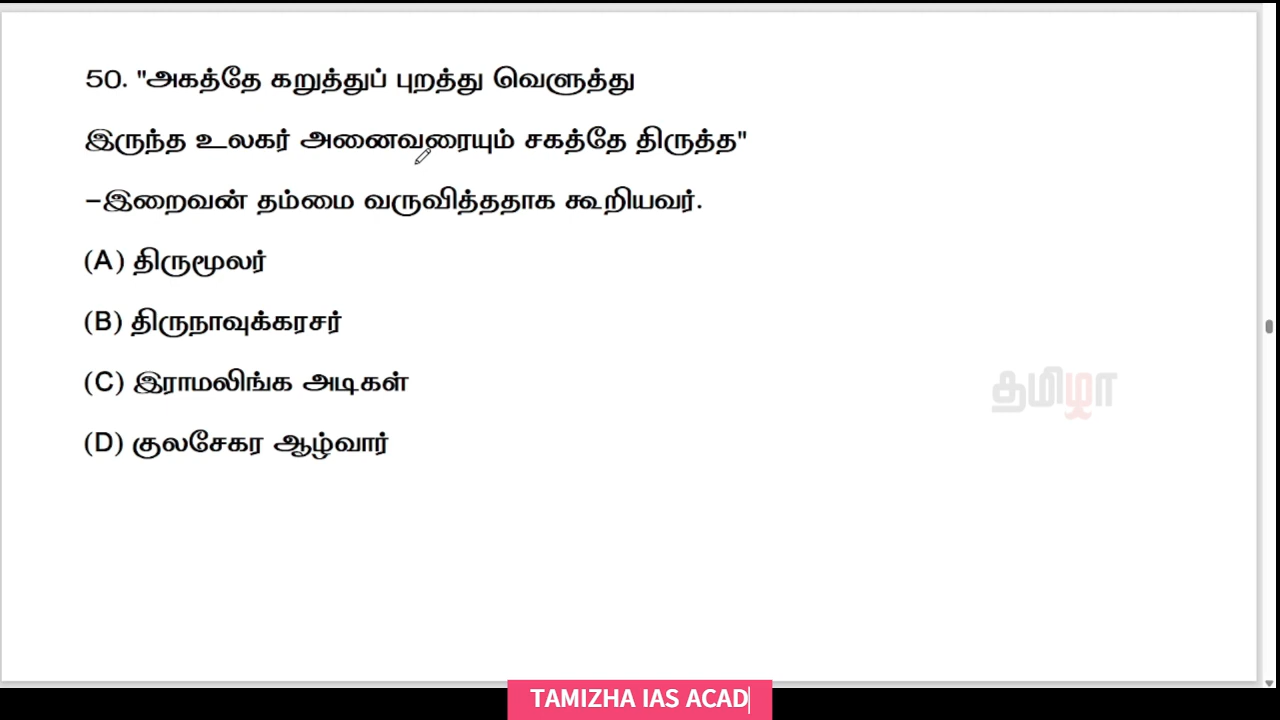 50. "அகத்தே கறுத்துப் புறத்து வெளுத்து
இருந்த உலகர் அனைவரையும் சகத்தே திருத்த"
–இறைவன் தம்மை வருவித்ததாக கூறியவர்.
(A) திருமூலர்
(B) திருநாவுக்கரசர்
(C) இராமலிங்க அடிகள்
(D) குலசேகர ஆழ்வார்
தமிழா
TAMIZHA IAS ACAD